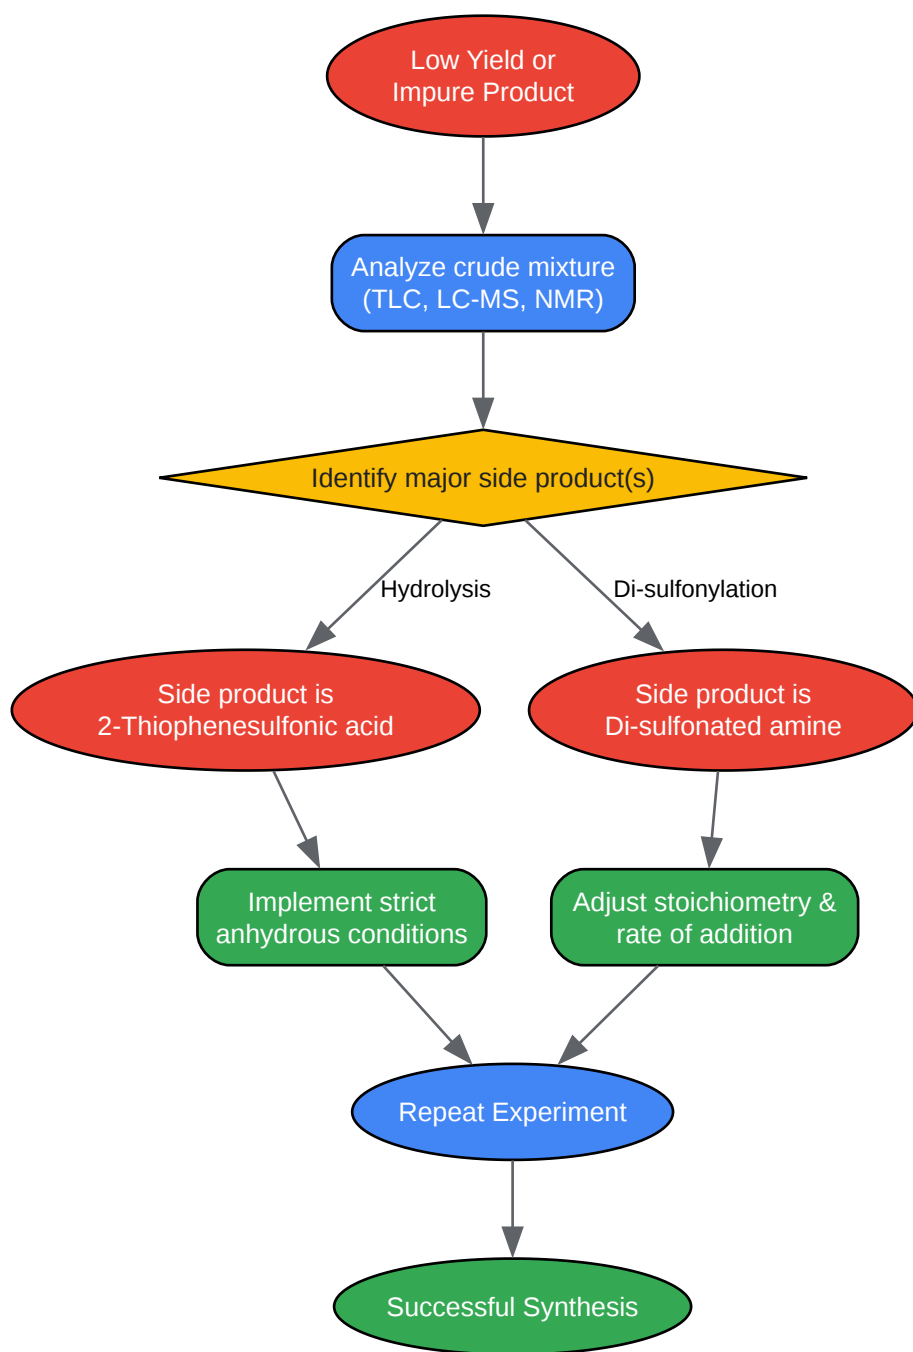 Low Yield or
Impure Product
Analyze crude mixture
(TLC, LC-MS, NMR)
Identify major side product(s)
Hydrolysis
Di-sulfonylation
Side product is
2-Thiophenesulfonic acid
Side product is
Di-sulfonated amine
Implement strict
anhydrous conditions
Adjust stoichiometry &
rate of addition
Repeat Experiment
Successful Synthesis